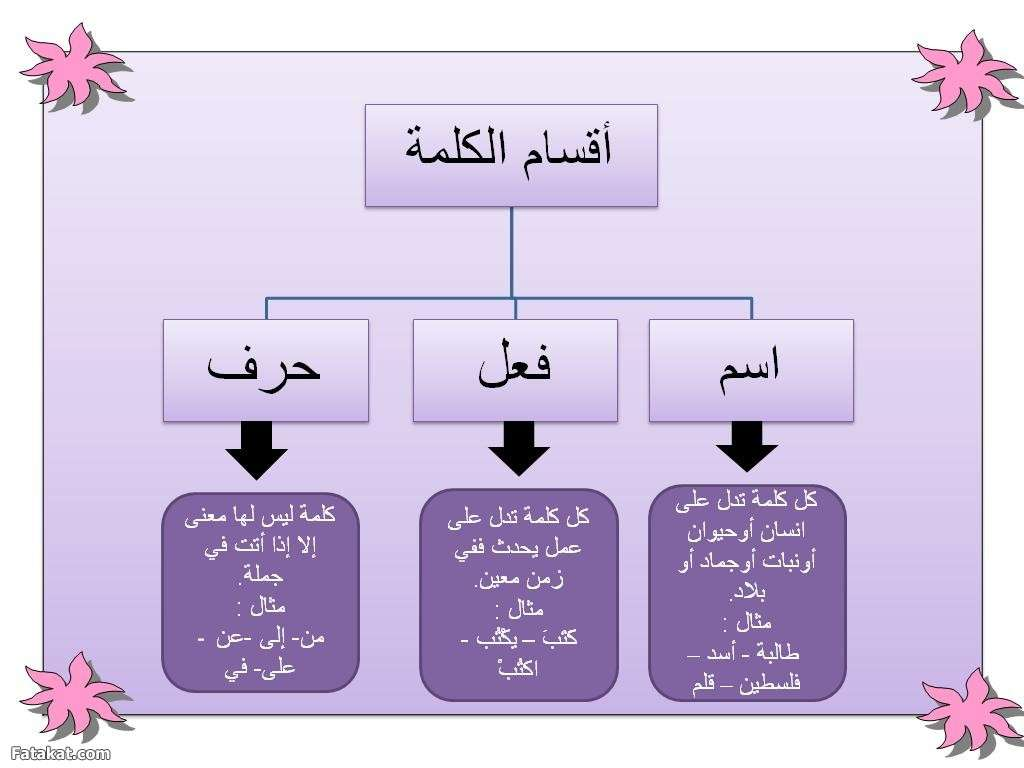 أقسام الكلمة
اسم
فعل
حرف
كل كلمة تدل على
انسان أوحيوان
أونبات أوجماد أو
بلاد.
مثال :
طالبة - أسد –
فلسطين – قلم
كل كلمة تدل على
عمل يحدث ففي
زمن معين.
مثال :
كتبَ – يكتُب -
اكتُبْ
كلمة ليس لها معنى
إلا إذا أتت في
جملة.
مثال :
من- إلى -عن -
على- في
Fatakat.com